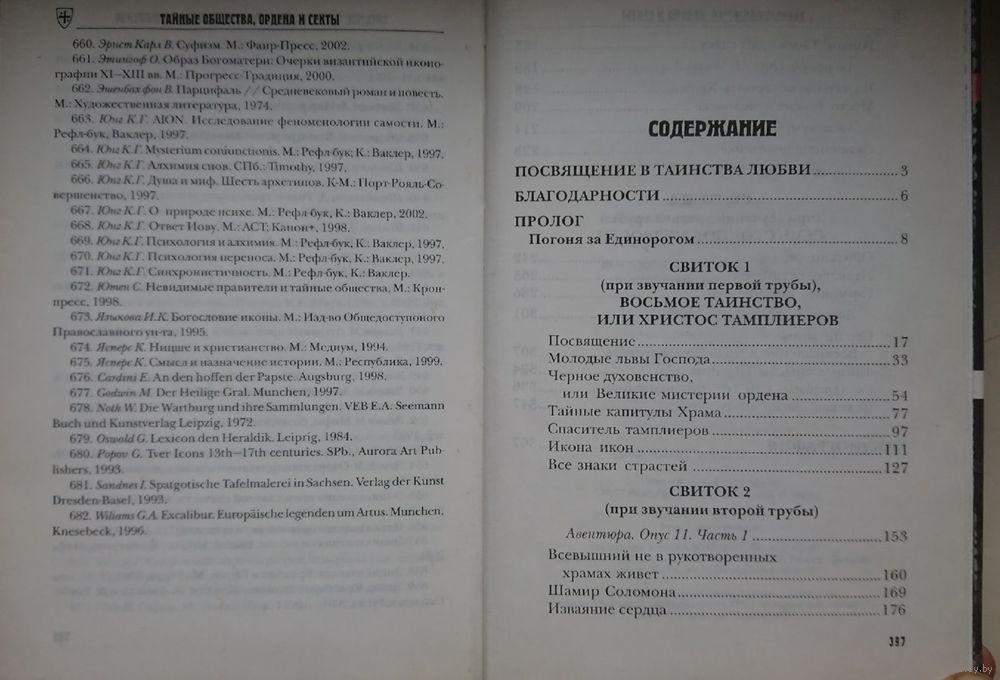 ТАЙНЫЕ ОБЩЕСТВА, ОРДЕНА И СЕКТЫ
660. Эрнст Карл В. Суфизм. М.: Фаир-Пресс, 2002.
661. Этингоф О. Образ Богоматери: Очерки византийской иконо-
графии XI—XIII вв. М.: Прогресс-Традиция, 2000.
662. Эшенбах фон В. Парцифаль // Средневековый роман и повесть.
М.: Художественная литература, 1974.
663. Юнг К.Г. AION. Исследование феноменологии самости. М.:
Рефл-бук, Ваклер, 1997.
664. Юнг К.Г. Mysterium coniunctionis. М.: Рефл-бук; К.: Ваклер, 1997.
665. Юнг К.Г. Алхимия снов. СПб.: Timothy, 1997.
666. Юнг К.Г. Душа и миф. Шесть архетипов. К-М.: Порт-Рояль-Со-
вершенство, 1997.
667. Юнг К.Г. О природе психе. М.: Рефл-бук, К.: Ваклер, 2002.
668. Юнг К.Г. Ответ Иову. М.: АСТ; Канон+, 1998.
669. Юнг К.Г. Психология и алхимия. М.: Рефл-бук, К.: Ваклер, 1997.
670. Юнг К.Г. Психология переноса. М.: Рефл-бук, К.: Ваклер, 1997.
671. Юнг К.Г. Синхронистичность. М.: Рефл-бук, К.: Ваклер.
672. Ютен С. Невидимые правители и тайные общества. М.: Крон-
пресс, 1998.
673. Языкова И.К. Богословие иконы. М.: Изд-во Общедоступного
Православного ун-та, 1995.
674. Ясперс К. Ницше и христианство. М.: Медиум, 1994.
675. Ясперс К. Смысл и назначение истории. М.: Республика, 1999.
676. Cardini E. An den hoffen der Papste. Augsburg, 1998.
677. Godwin M. Der Heilige Gral. Munchen, 1997.
678. Noth W. Die Wartburg und ihre Sammlungen. VEB E.A. Seemann
Buch und Kunstverlag Leipzig, 1972.
679. Oswald G. Lexicon den Heraldik. Leiprig, 1984.
680. Popov G. Tver Icons 13th—17th centuries. SPb., Aurora Art Pub-
lishers, 1993.
681. Sandnes I. Spatgotische Tafelmalerei in Sachsen. Verlag der Kunst
Dresden-Basel, 1993.
682. Wiliams G.A. Excalibur. Europäische legenden um Artus. Munchen,
Knesebeck, 1996.
СОДЕРЖАНИЕ
ПОСВЯЩЕНИЕ В ТАИНСТВА ЛЮБВИ 3
БЛАГОДАРНОСТИ 6
ПРОЛОГ
Погоня за Единорогом 8
СВИТОК 1
(при звучании первой трубы),
ВОСЬМОЕ ТАИНСТВО,
ИЛИ ХРИСТОС ТАМПЛИЕРОВ
Посвящение 17
Молодые львы Господа 33
Черное духовенство,
или Великие мистерии ордена 54
Тайные капитулы Храма 77
Спаситель тамплиеров 97
Икона икон 111
Все знаки страстей 127
СВИТОК 2
(при звучании второй трубы)
Авентюра. Опус 11. Часть 1 153
Всевышний не в рукотворенных
храмах живет 160
Шамир Соломона 169
Изваяние сердца 176
397